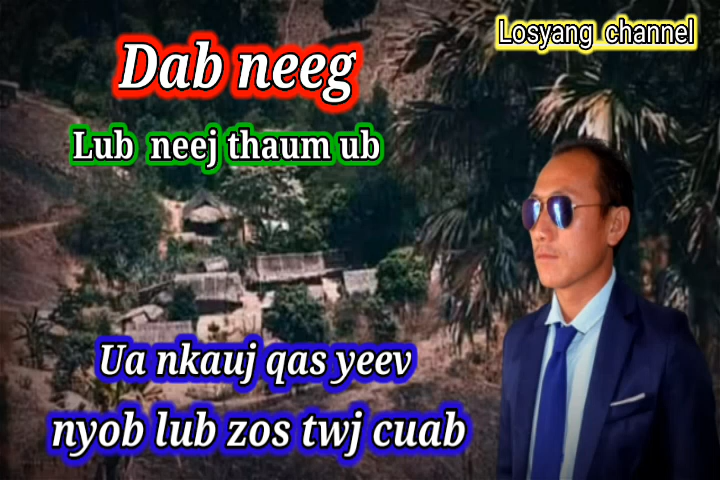 Losyang channel
Dab neeg
Lub neej thaum ub
Ua nkauj qas yeev
nyob lub zos twj cuab